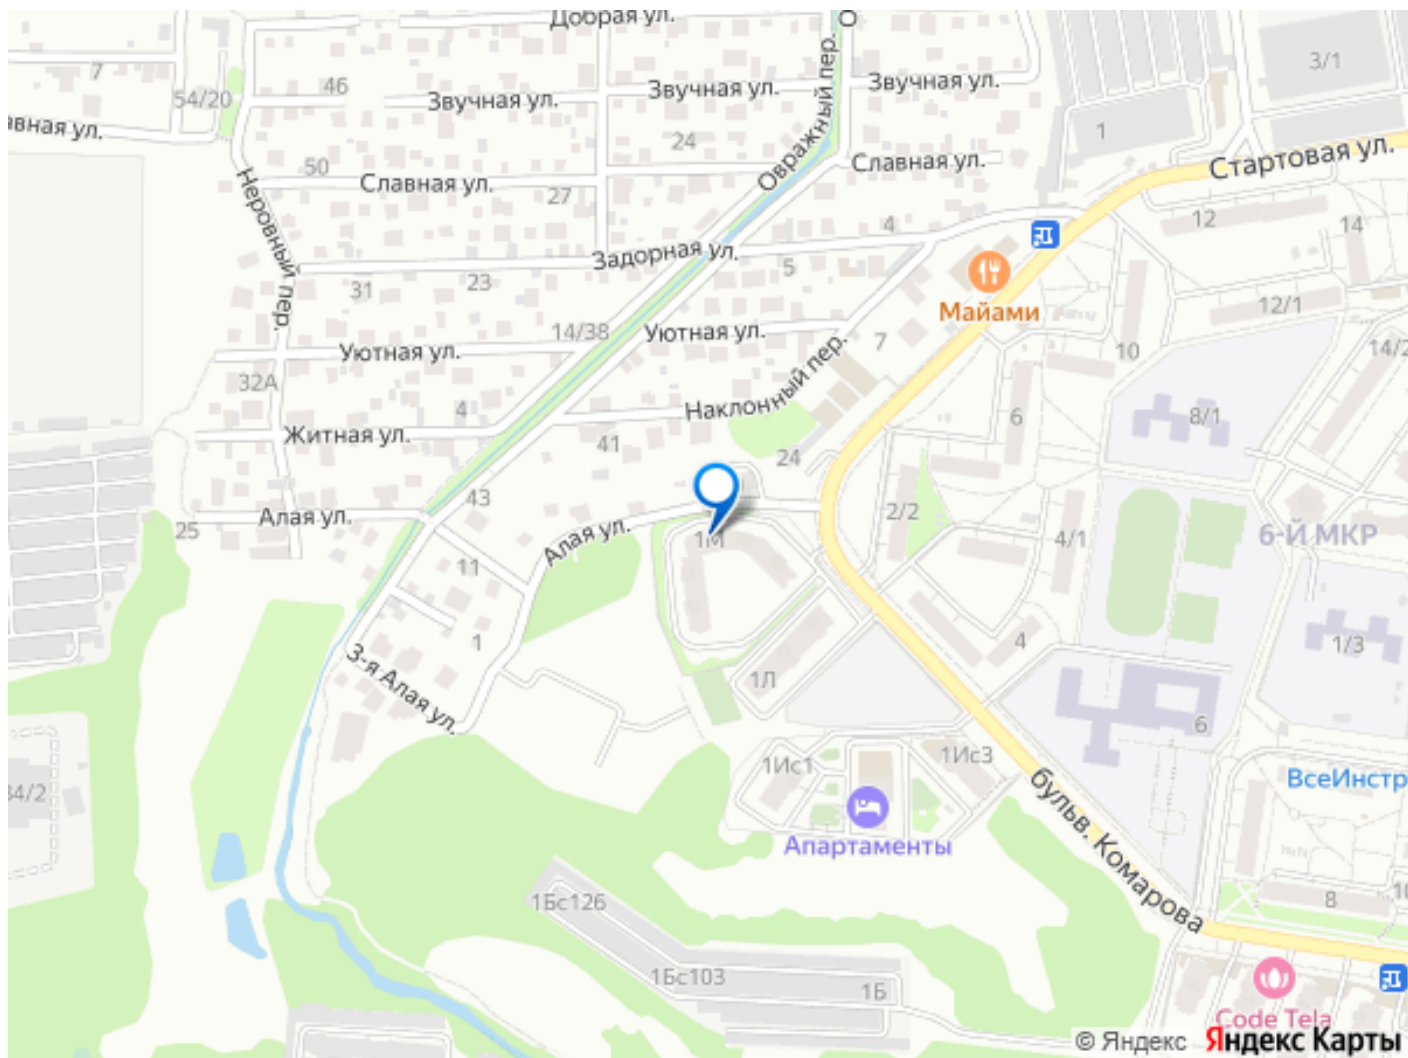 Добрая ул.
О
7
46
54/20
Звучная ул.
Звучная ул.
Звучная ул.
3/1
авная ул.
24
1
Овражный пер.
Славная ул.
Стартовая ул.
50
Славная ул.
27
Неровный пер.
4
12
14
Задорная ул.
5
23
31
Майами
12/1
14/38
Уютная ул.
7
Уютная ул.
10
14/2
32А
Наклонный пер.
4
6
8/1
Житная ул.
41
24
43
25
Алая ул.
Алая ул.
1М
2/2
4/1
6-Й МКР
11
1
4
1/3
3-я Алая ул.
1Л
6
1Ис1
1Ис3
ВсеИнстр
34/2
бульв. Комарова
Апартаменты
1Бс126
8
10
1Бс103
1Б
Code Tela
© Яндекс Яндекс Карты